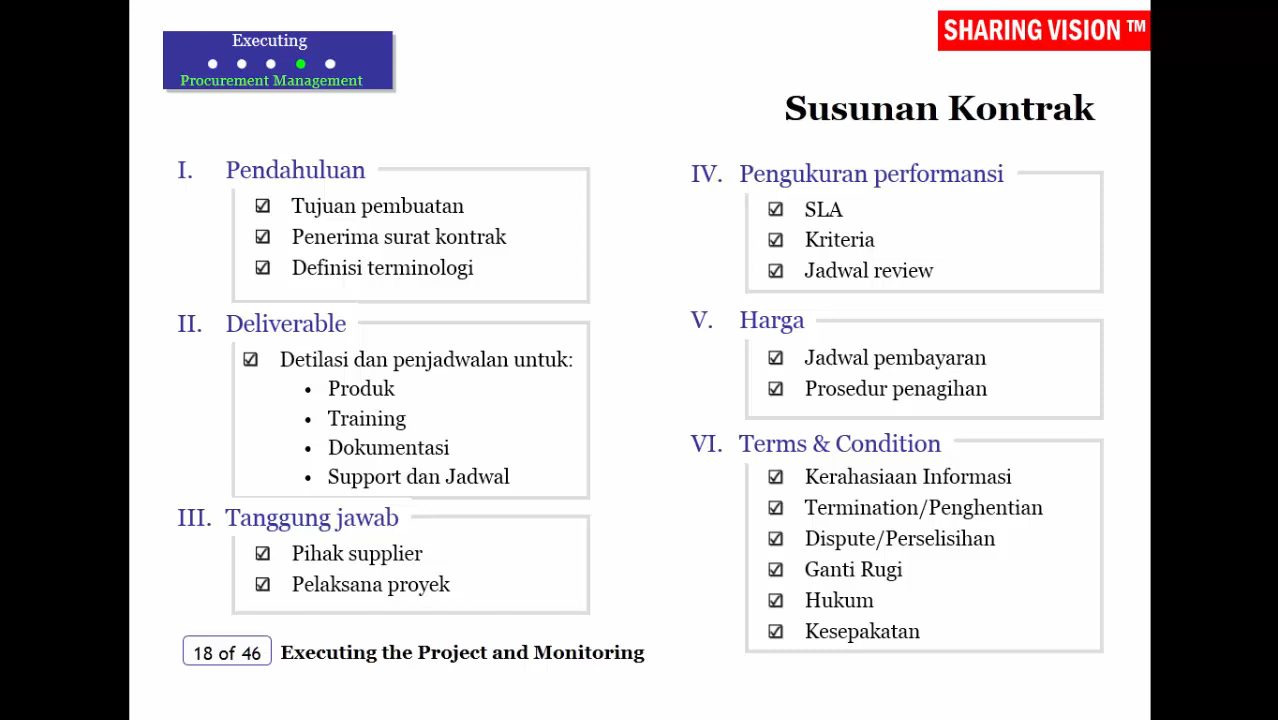 Executing
Procurement Management
SHARING VISION ™
Susunan Kontrak
I. Pendahuluan
Tujuan pembuatan
Penerima surat kontrak
Definisi terminologi
II. Deliverable
Detilasi dan penjadwalan untuk:
• Produk
• Training
• Dokumentasi
• Support dan Jadwal
III. Tanggung jawab
Pihak supplier
Pelaksana proyek
IV. Pengukuran performansi
SLA
Kriteria
Jadwal review
V. Harga
Jadwal pembayaran
Prosedur penagihan
VI. Terms & Condition
Kerahasiaan Informasi
Termination/Penghentian
Dispute/Perselisihan
Ganti Rugi
Hukum
Kesepakatan
18 of 46 Executing the Project and Monitoring